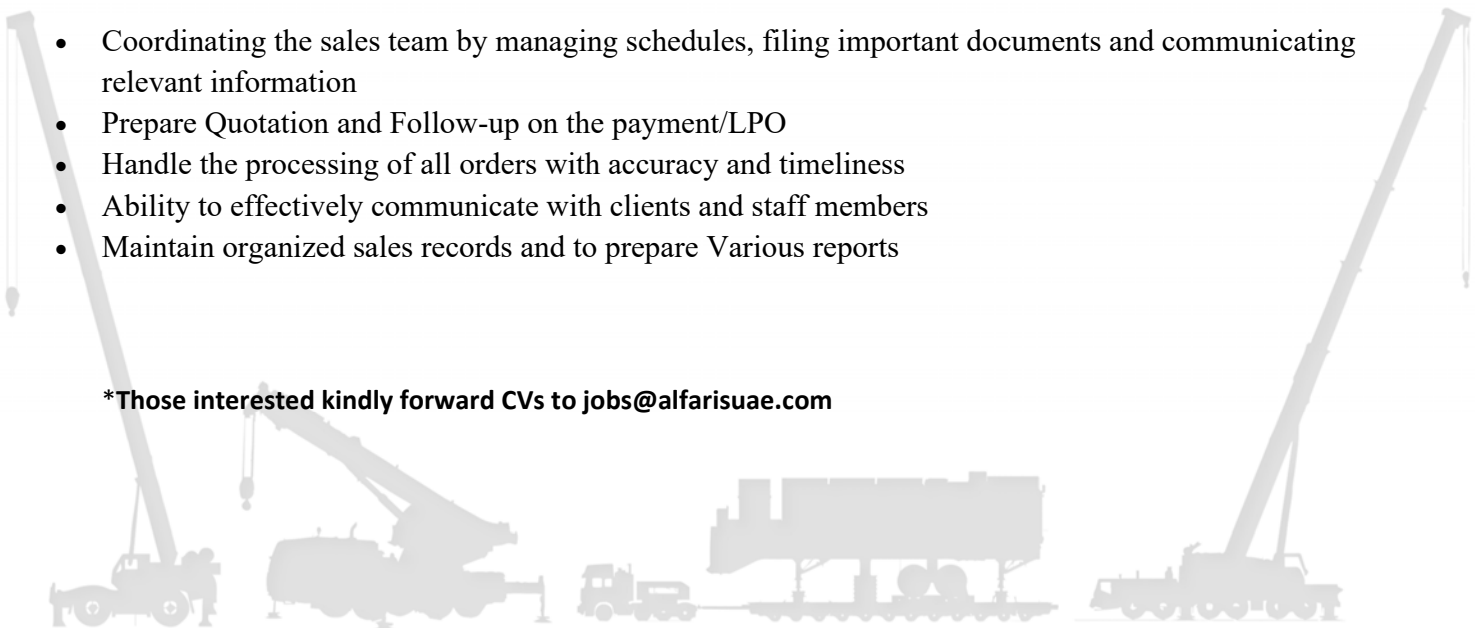 • Coordinating the sales team by managing schedules, filing important documents and communicating
relevant information
• Prepare Quotation and Follow-up on the payment/LPO
• Handle the processing of all orders with accuracy and timeliness
• Ability to effectively communicate with clients and staff members
• Maintain organized sales records and to prepare Various reports
*Those interested kindly forward CVs to jobs@alfarisuae.com